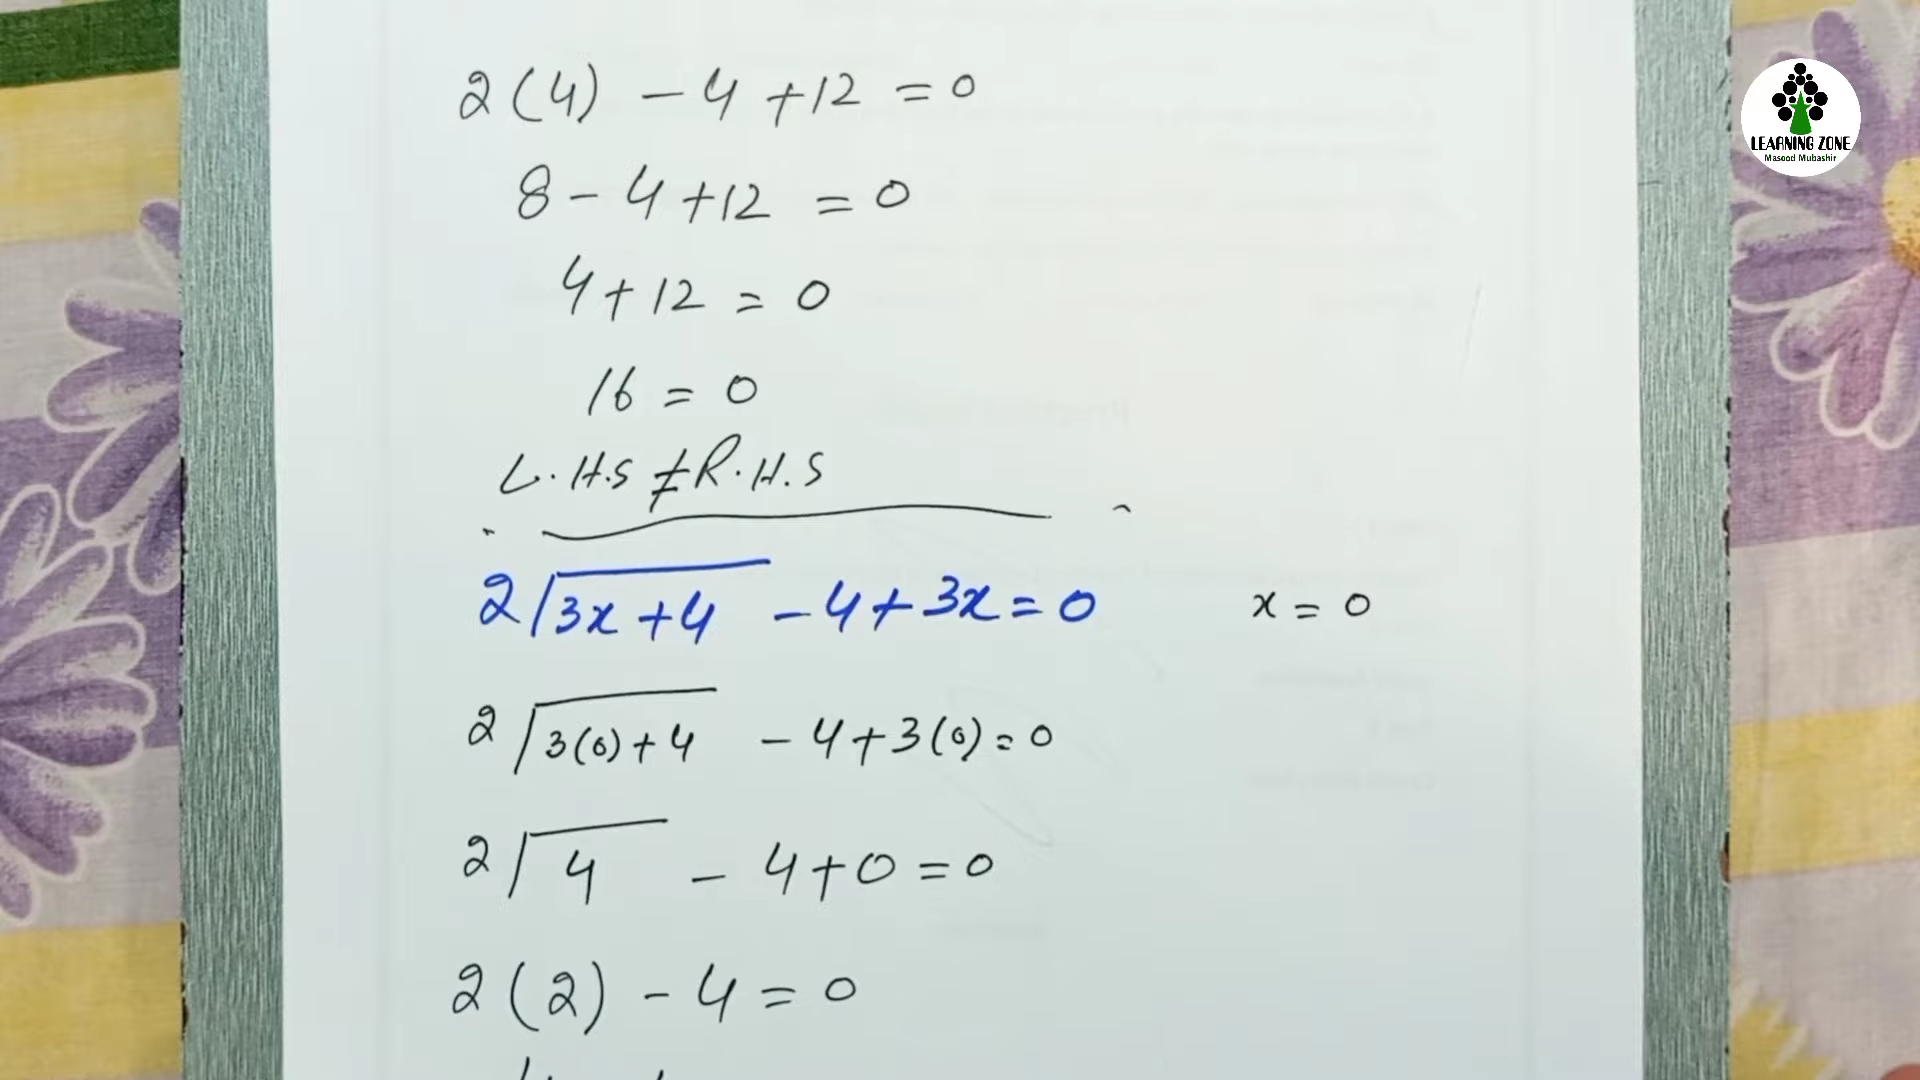 2(4) - 4 + 12 = 0
8 - 4 + 12 = 0
4 + 12 = 0
16 = 0
L.H.S ≠ R.H.S
2√(3x + 4) - 4 + 3x = 0
x = 0
2√(3(0) + 4) - 4 + 3(0) = 0
2√4 - 4 + 0 = 0
2(2) - 4 = 0
LEARNING ZONE
Masood Mubashir